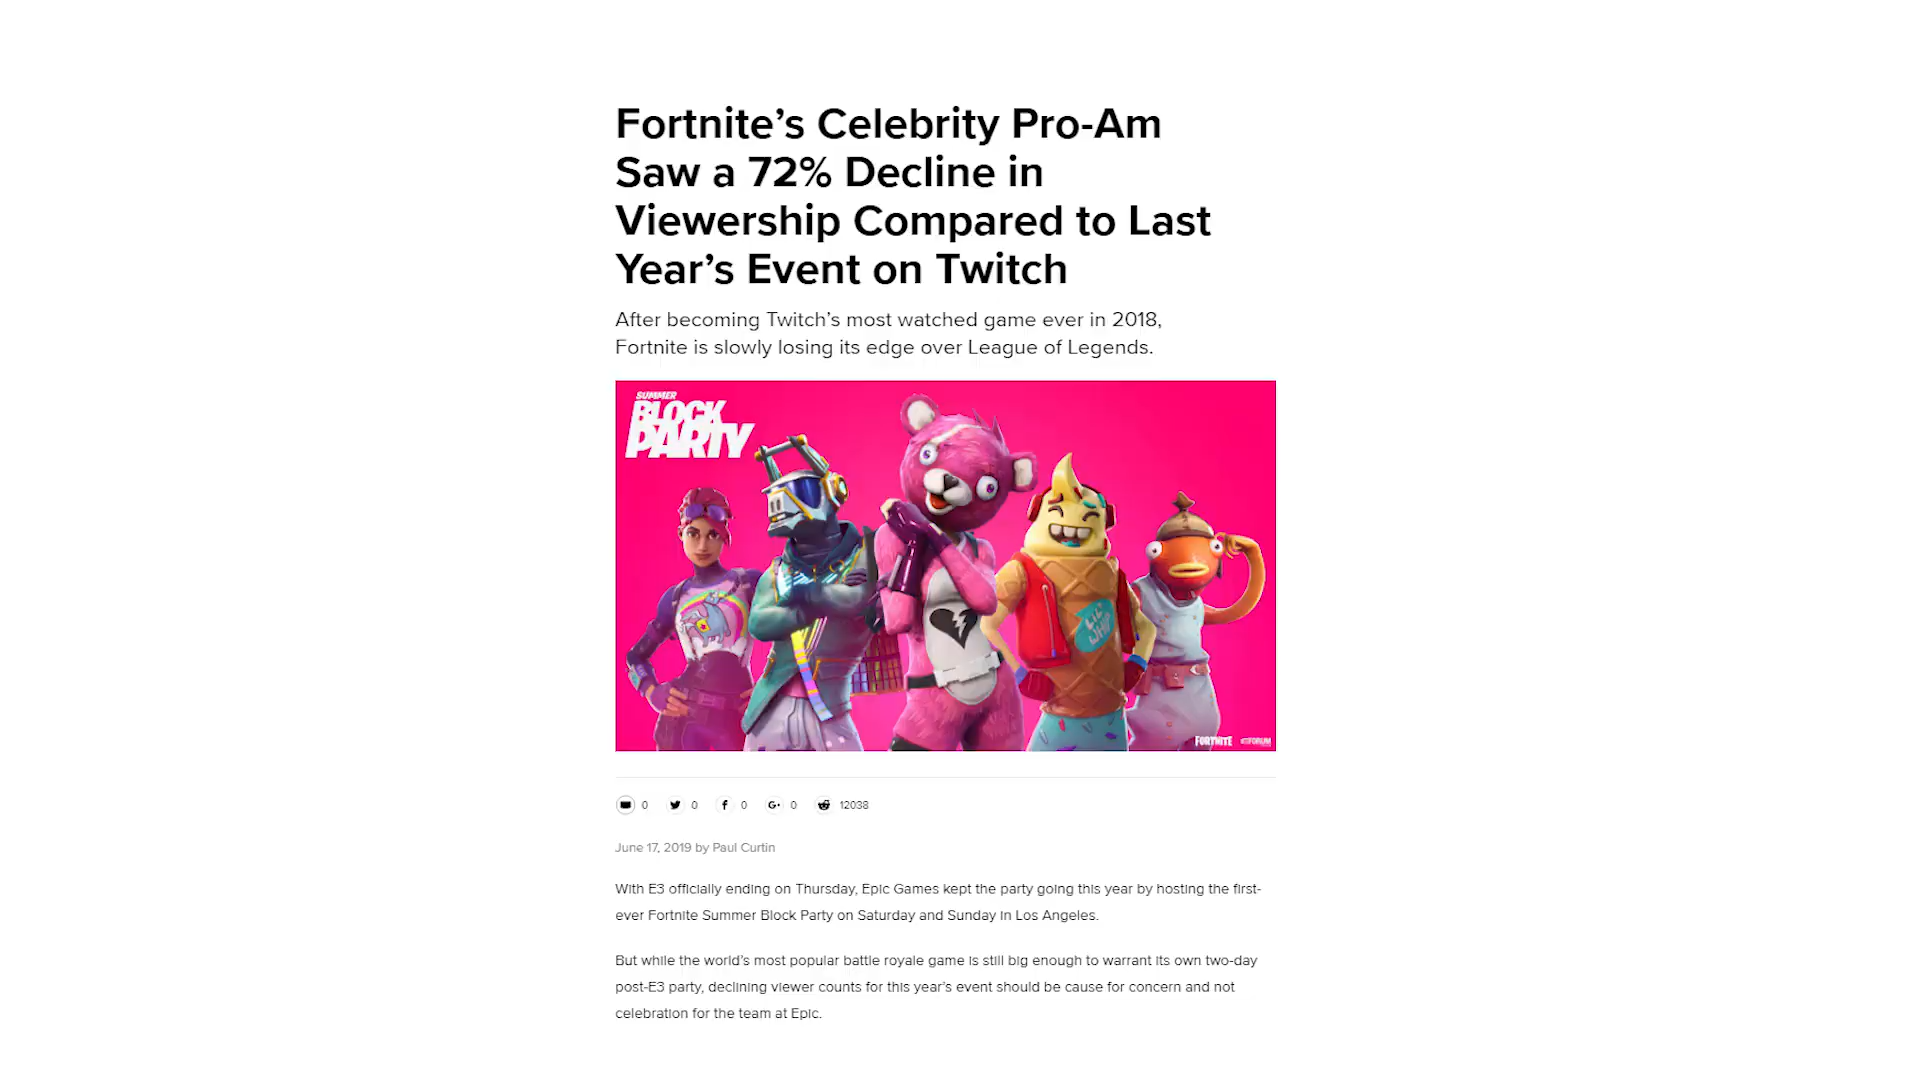 Fortnite’s Celebrity Pro-Am
Saw a 72% Decline in
Viewership Compared to Last
Year’s Event on Twitch
After becoming Twitch’s most watched game ever in 2018,
Fortnite is slowly losing its edge over League of Legends.
SUMMER
BLOCK
PARTY
LIL'
WHIP
FORTNITE
0 0 0 G+ 0 12038
June 17, 2019 by Paul Curtin
With E3 officially ending on Thursday, Epic Games kept the party going this year by hosting the first-
ever Fortnite Summer Block Party on Saturday and Sunday in Los Angeles.
But while the world’s most popular battle royale game is still big enough to warrant its own two-day
post-E3 party, declining viewer counts for this year’s event should be cause for concern and not
celebration for the team at Epic.